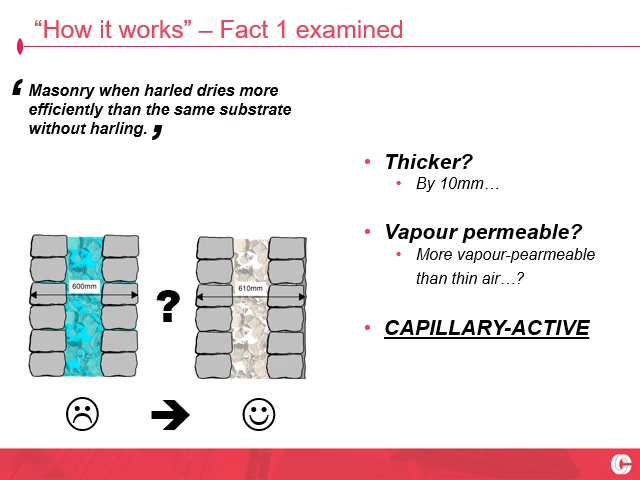 “How it works” – Fact 1 examined
‘ Masonry when harled dries more
efficiently than the same substrate
without harling. ’
• Thicker?
• By 10mm…
• Vapour permeable?
• More vapour-pearmeable
than thin air…?
• CAPILLARY-ACTIVE
600mm
?
610mm